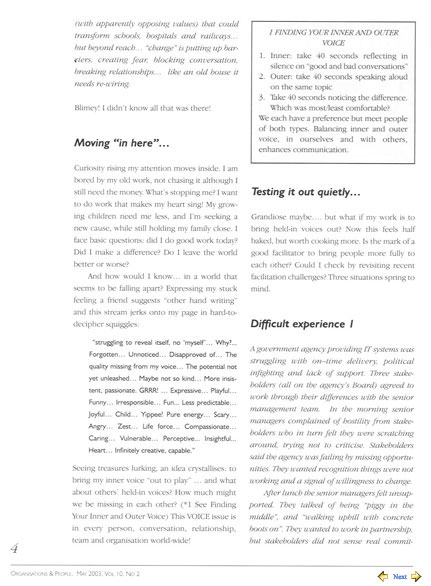 (with apparently opposing values) that could
transform schools, hospitals and railways...
but beyond reach... “change” is putting up bar-
riers, creating fear, blocking conversation,
breaking relationships... like an old house it
needs re-wiring.
Blimey! I didn't know all that was there!
Moving “in here”...
Curiosity rising my attention moves inside. I am
bored by my old work, not chasing it although I
still need the money. What's stopping me? I want
to do work that makes my heart sing! My grow-
ing children need me less, and I'm seeking a
new cause, while still holding my family close. I
face basic questions: did I do good work today?
Did I make a difference? Do I leave the world
better or worse?
And how would I know... in a world that
seems to be falling apart? Expressing my stuck
feeling a friend suggests “other hand writing”
and this stream jerks onto my page in hard-to-
decipher squiggles:
“struggling to reveal itself, no ‘myself’... Why?...
Forgotten... Unnoticed... Disapproved of... The
quality missing from my voice... The potential not
yet unleashed... Maybe not so kind... More insis-
tent, passionate. GRRR! ... Expressive... Playful...
Funny... Irresponsible... Fun... Less predictable...
Joyful... Child... Yippee! Pure energy... Scary...
Angry... Zest... Life force... Compassionate...
Caring... Vulnerable... Perceptive... Insightful...
Heart... Infinitely creative, capable.”
Seeing treasures lurking, an idea crystallises: to
bring my inner voice “out to play” ... and what
about others' held-in voices? How much might
we be missing in each other? (*1 See Finding
Your Inner and Outer Voice) This VOICE issue is
in every person, conversation, relationship,
team and organisation world-wide!
1 FINDING YOUR INNER AND OUTER
VOICE
1. Inner: take 40 seconds reflecting in
silence on “good and bad conversations”
2. Outer: take 40 seconds speaking aloud
on the same topic
3. Take 40 seconds noticing the difference.
Which was most/least comfortable?
We each have a preference but meet people
of both types. Balancing inner and outer
voice, in ourselves and with others,
enhances communication.
Testing it out quietly...
Grandiose maybe.... but what if my work is to
bring held-in voices out? Now this feels half
baked, but worth cooking more. Is the mark of a
good facilitator to bring people more fully to
each other? Could I check by revisiting recent
facilitation challenges? Three situations spring to
mind.
Difficult experience 1
A government agency providing IT systems was
struggling with on-time delivery, political
infighting and lack of support. Three stake-
holders (all on the agency's Board) agreed to
work through their differences with the senior
management team. In the morning senior
managers complained of hostility from stake-
holders who in turn felt they were scratching
around, trying not to criticise. Stakeholders
said the agency was failing by missing opportu-
nities. They wanted recognition things were not
working and a signal of willingness to change.
After lunch the senior managers felt unsup-
ported. They talked of being “piggy in the
middle”, and “walking uphill with concrete
boots on”. They wanted to work in partnership,
but stakeholders did not sense real commit-
4
ORGANISATIONS & PEOPLE, MAY 2003, VOL 10, NO 2
Next